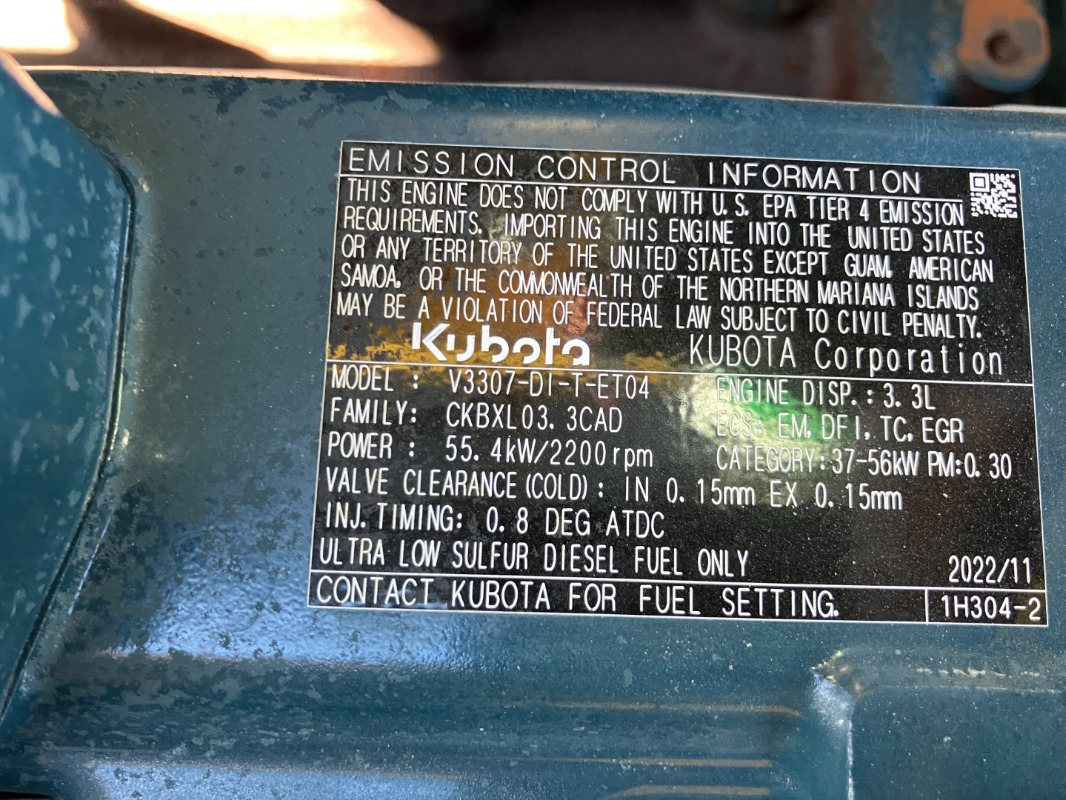 EMISSION CONTROL INFORMATION
THIS ENGINE DOES NOT COMPLY WITH U.S. EPA TIER 4 EMISSION
REQUIREMENTS. IMPORTING THIS ENGINE INTO THE UNITED STATES
OR ANY TERRITORY OF THE UNITED STATES EXCEPT GUAM, AMERICAN
SAMOA, OR THE COMMONWEALTH OF THE NORTHERN MARIANA ISLANDS
MAY BE A VIOLATION OF FEDERAL LAW SUBJECT TO CIVIL PENALTY.
Kubota KUBOTA Corporation
MODEL : V3307-DI-T-ET04 ENGINE DISP.: 3.3L
FAMILY: CKBXL03.3CAD ECS: EM, DFI, TC, EGR
POWER : 55.4kW/2200rpm CATEGORY:37-56kW PM:0.30
VALVE CLEARANCE (COLD) : IN 0.15mm EX 0.15mm
INJ. TIMING: 0.8 DEG ATDC
ULTRA LOW SULFUR DIESEL FUEL ONLY 2022/11
CONTACT KUBOTA FOR FUEL SETTING. 1H304-2